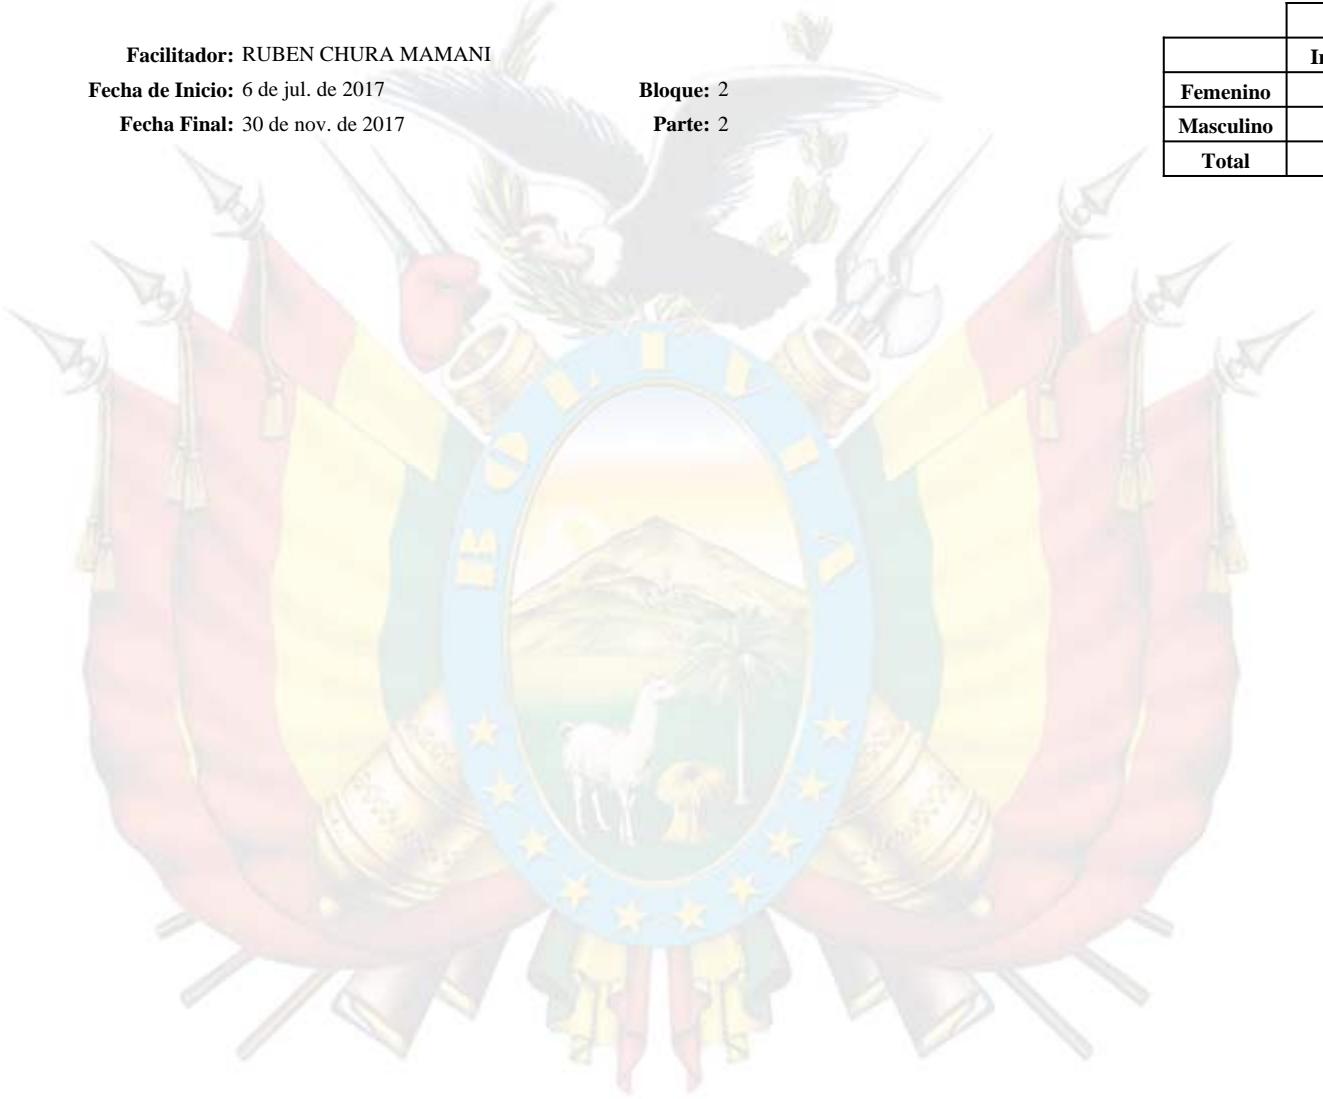 Facilitador: RUBEN CHURA MAMANI
Fecha de Inicio: 6 de jul. de 2017 Bloque: 2
Fecha Final: 30 de nov. de 2017 Parte: 2
Femenino
Masculino
Total
BOLIVIA